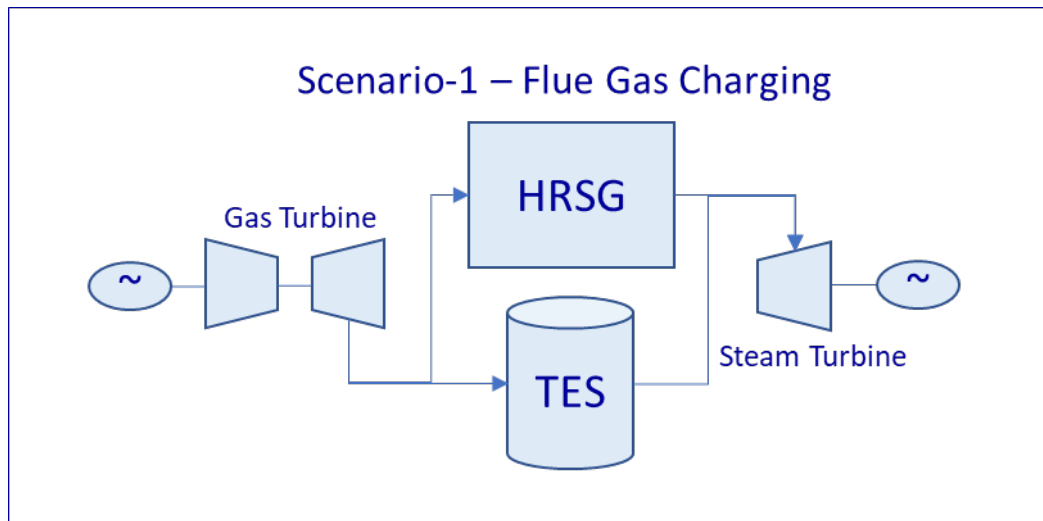 Scenario-1 – Flue Gas Charging
HRSG
Gas Turbine
~
~
TES
Steam Turbine